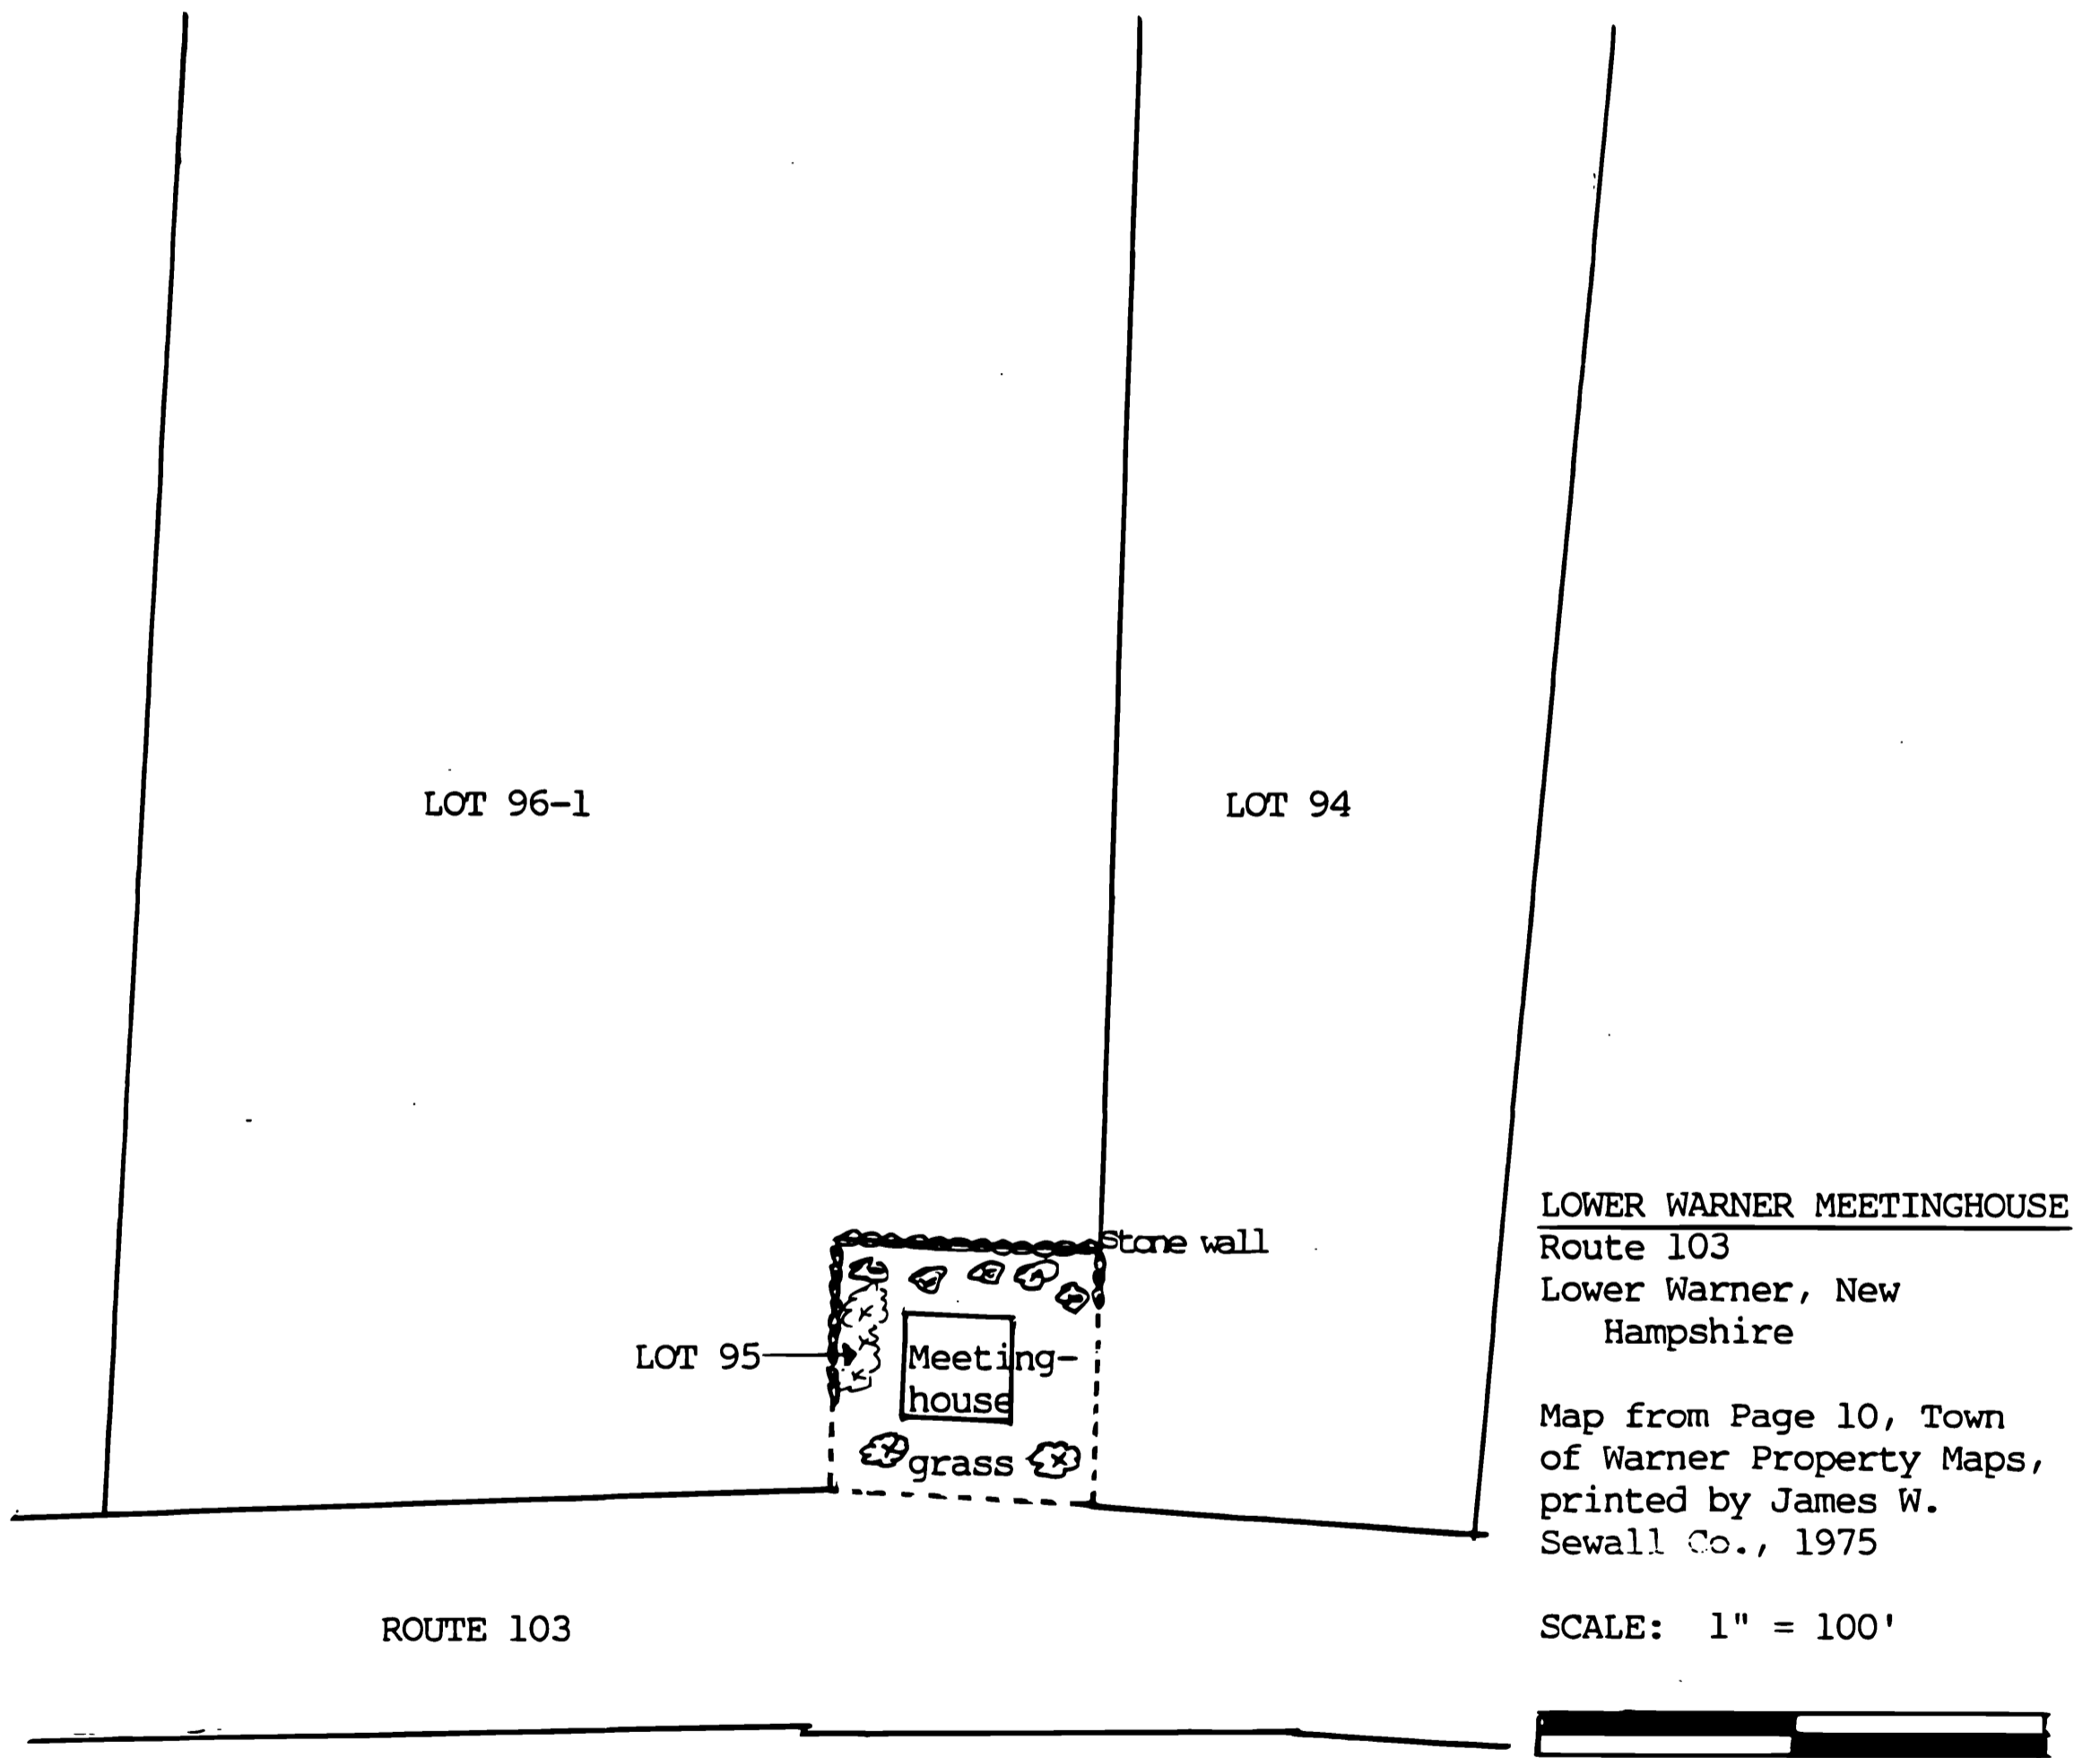 LOT 96-1
LOT 94
Stone wall
LOT 95
Meeting-
house
grass
ROUTE 103
LOWER WARNER MEETINGHOUSE
Route 103
Lower Warner, New
Hampshire
Map from Page 10, Town
of Warner Property Maps,
printed by James W.
Sewall Co., 1975
SCALE: 1" = 100'